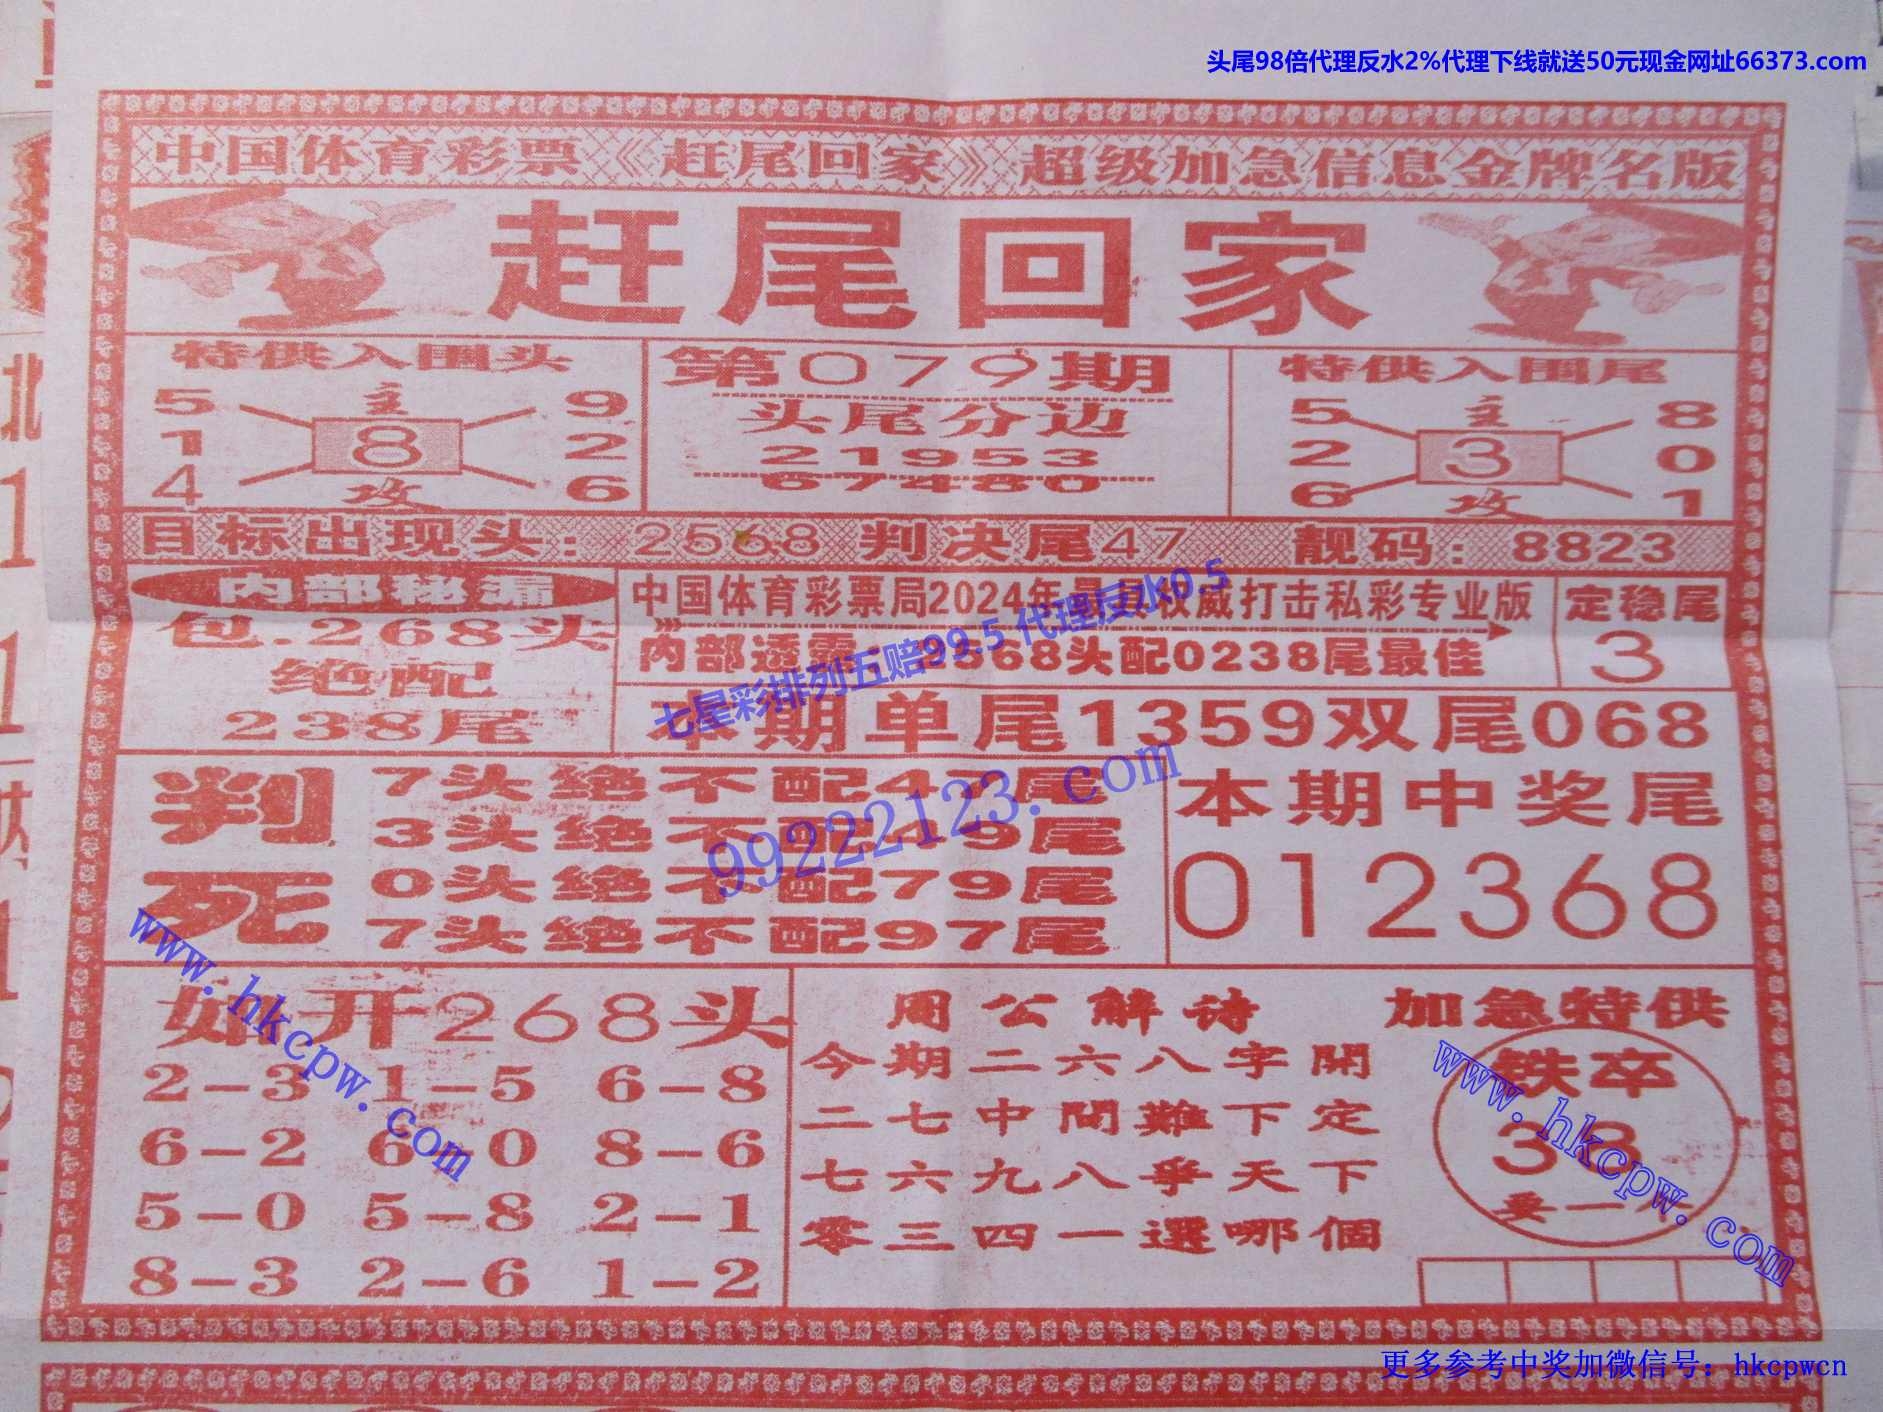 头尾98倍代理反水2%代理下线就送50元现金网址66373.com
中国体育彩票《赶尾回家》超级加急信息金牌名版
赶尾回家
特供入围头
5 主 9
1 8 2
4 攻 6
第079期
头尾分边
21953
67480
特供入围尾
5 主 8
2 3 0
6 攻 1
目标出现头：2568 判决尾47 靓码：8823
内部秘漏
包.268头
绝配
238尾
中国体育彩票局2024年最 权威打击私彩专业版
内部透露： 568头配0238尾最佳
定稳尾
3
七星彩排列五赔99.5 代理反水0.5
本期单尾1359双尾068
判死
7头绝不配4 尾
3头绝不配49尾
0头绝不配79尾
7头绝不配97尾
99222123.com
本期中奖尾
012368
www.hkcpw.com
如开268头
2-3 1-5 6-8
6-2 6-0 8-6
5-0 5-8 2-1
8-3 2-6 1-2
周公解诗
今期二六八字開
二七中間難下定
七六九八爭天下
零三四一選哪個
加急特供
铁卒
38
要一个
www.hkcpw.com
更多参考中奖加微信号：hkcpwcn
北
1
1